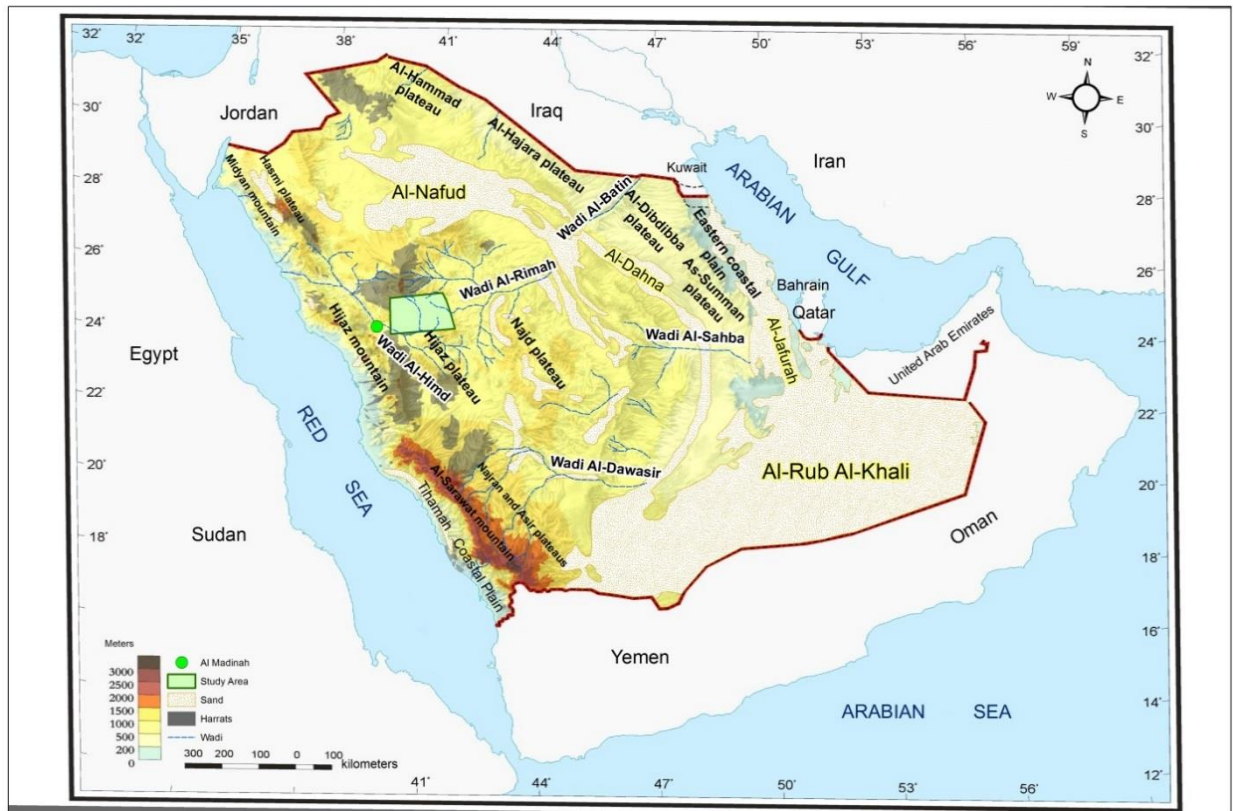 32'
32'
35'
38'
41'
44'
47'
50'
53'
56'
59'
32'
30'
28'
26'
24'
22'
20'
18'
32'
30'
28'
26'
24'
22'
20'
18'
16'
14'
12'
41'
44'
47'
50'
53'
56'
N
W
E
S
Jordan
Iraq
Iran
Kuwait
Egypt
Sudan
Yemen
Oman
Bahrain
Qatar
United Arab Emirates
ARABIAN
GULF
RED
SEA
ARABIAN SEA
Al-Hammad
plateau
Al-Hajara plateau
Midyan mountain
Hasmi plateau
Al-Nafud
Wadi Al-Batin
Al-Dibdibba
plateau
Eastern coastal
plain
As-Summan
plateau
Al-Dahna
Wadi Al-Rimah
Wadi Al-Sahba
Al-Jafurah
Hijaz mountain
Wadi Al-Himd
Hijaz plateau
Najd plateau
Wadi Al-Dawasir
Al-Rub Al-Khali
Al-Sarawat mountain
Najran and Asir plateaus
Tihamah Coastal Plain
Meters
3000
2500
2000
1500
1000
500
200
0
Al Madinah
Study Area
Sand
Harrats
Wadi
300 200 100 0 100
kilometers